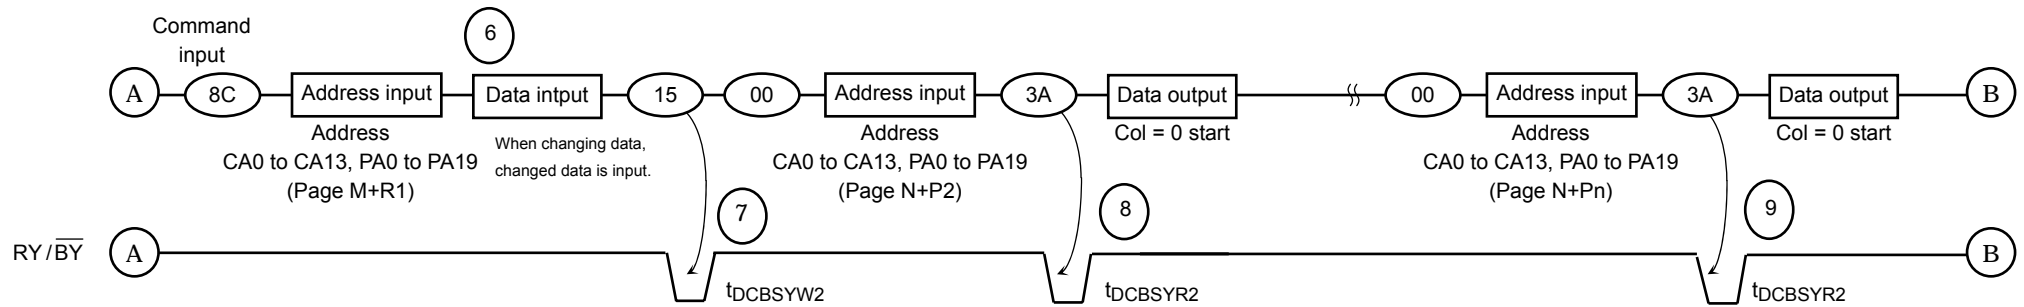 Command
input
6
A
8C
Address input
Data intput
15
00
Address input
3A
Data output
00
Address input
3A
Data output
B
Address
CA0 to CA13, PA0 to PA19
(Page M+R1)
When changing data,
changed data is input.
Address
CA0 to CA13, PA0 to PA19
(Page N+P2)
Col = 0 start
Address
CA0 to CA13, PA0 to PA19
(Page N+Pn)
Col = 0 start
7
8
9
RY/BY
A
B
tDCBSYW2
tDCBSYR2
tDCBSYR2